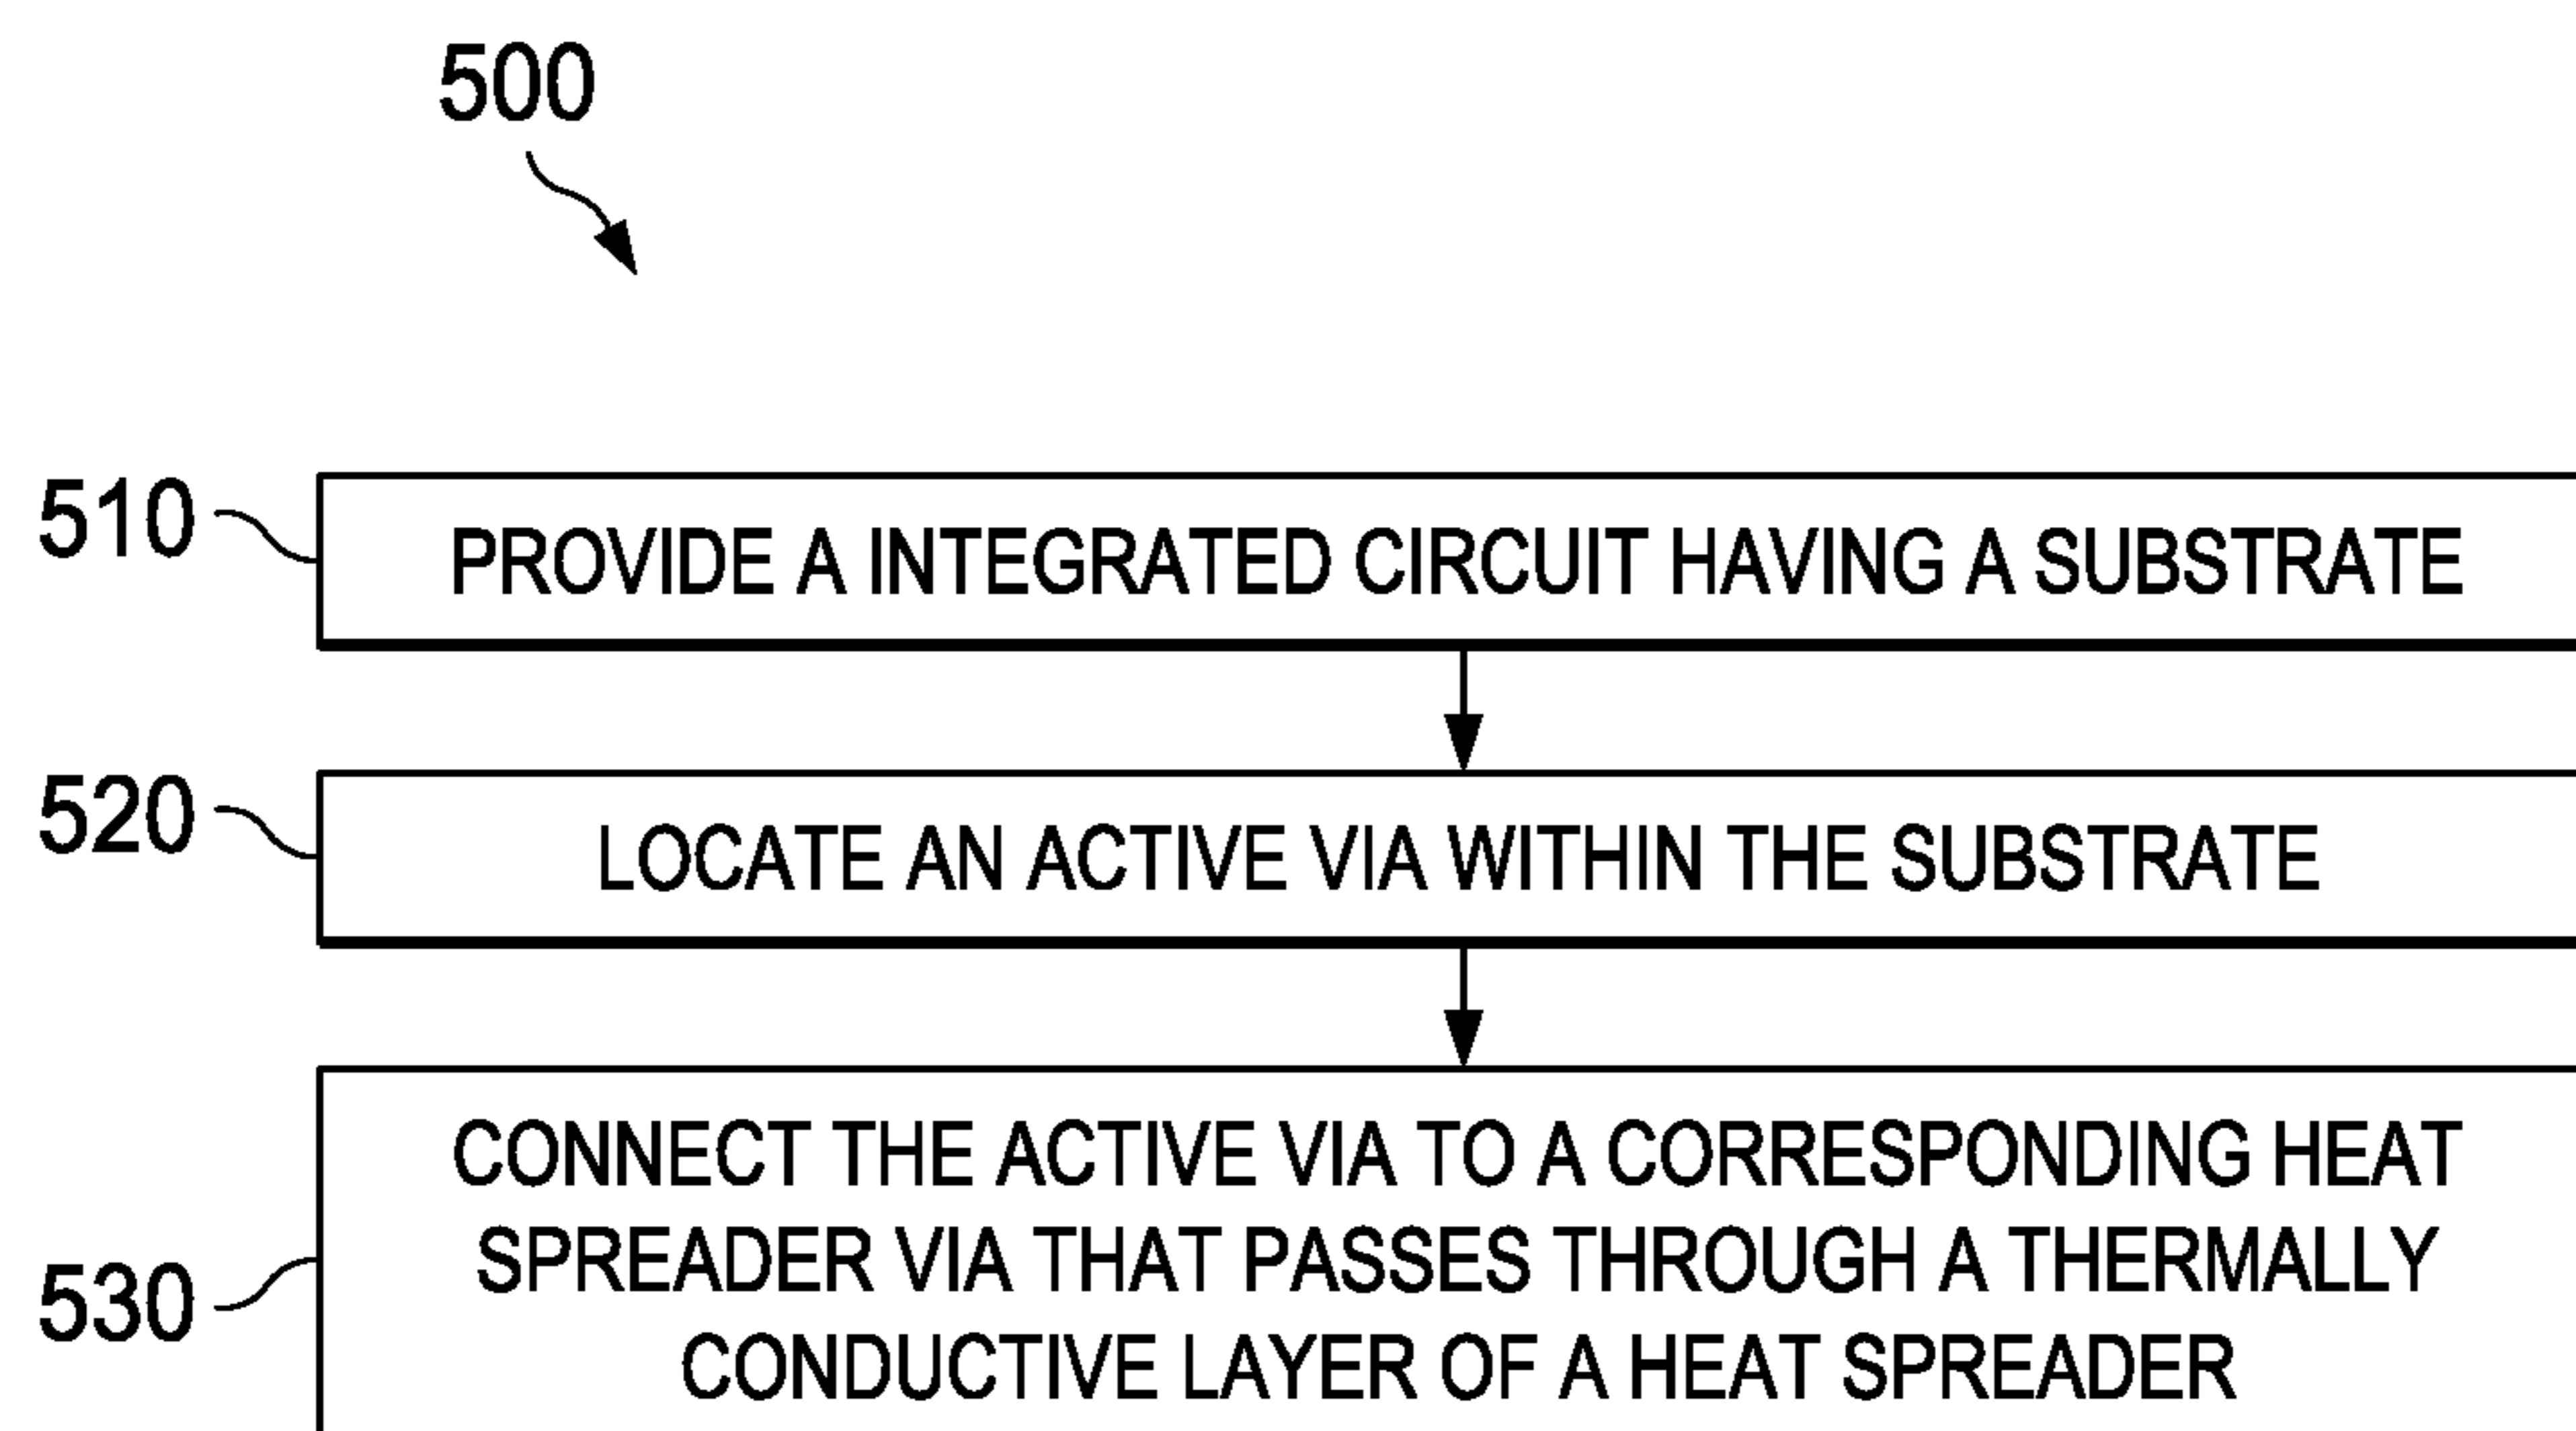 500
510
PROVIDE A INTEGRATED CIRCUIT HAVING A SUBSTRATE
520
LOCATE AN ACTIVE VIA WITHIN THE SUBSTRATE
530
CONNECT THE ACTIVE VIA TO A CORRESPONDING HEAT
SPREADER VIA THAT PASSES THROUGH A THERMALLY
CONDUCTIVE LAYER OF A HEAT SPREADER